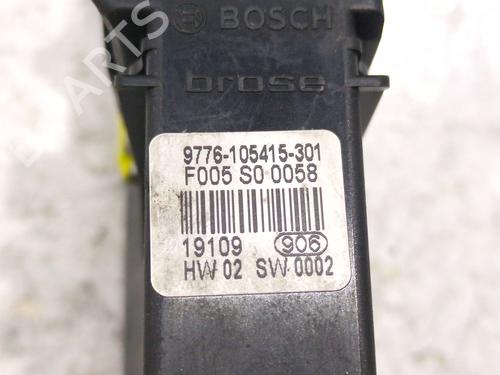 BOSCH
brose
9776-105415-301
F005 S0 0058
19109 906
HW 02 SW 0002